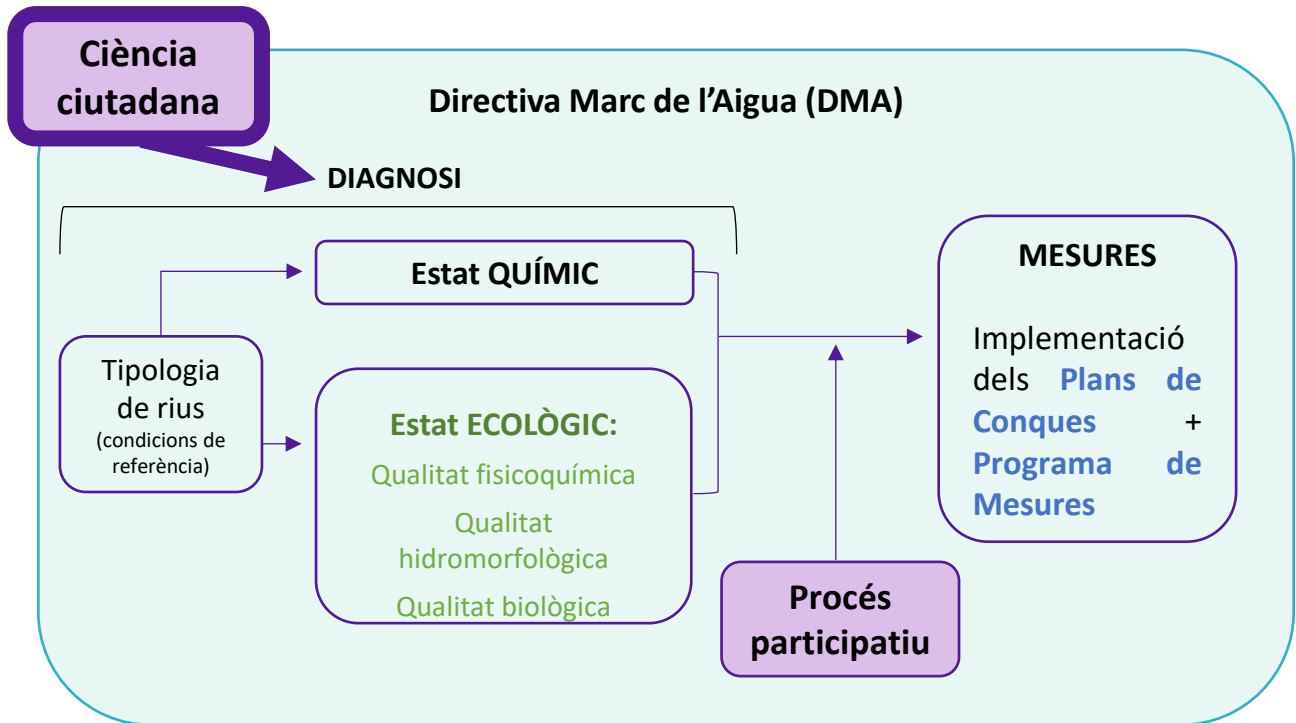 Ciència
ciutadana
Directiva Marc de l’Aigua (DMA)
DIAGNOSI
Estat QUÍMIC
Tipologia
de rius
(condicions de
referència)
Estat ECOLÒGIC:
Qualitat fisicoquímica
Qualitat
hidromorfològica
Qualitat biològica
Procés
participatiu
MESURES
Implementació
dels Plans de
Conques +
Programa de
Mesures